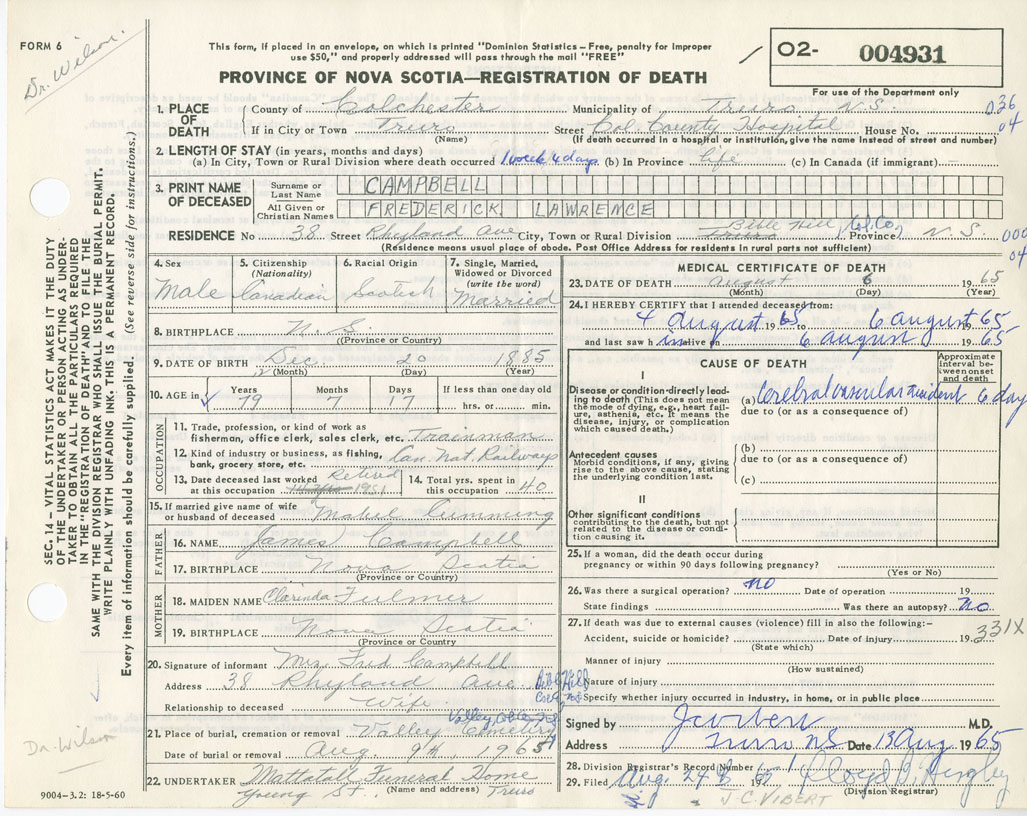 FORM 6
Dr. Wilson.
This form, if placed in an envelope, on which is printed "Dominion Statistics – Free, penalty for improper
use $50," and properly addressed will pass through the mail "FREE"
PROVINCE OF NOVA SCOTIA—REGISTRATION OF DEATH
02- 004931
For use of the Department only
1. PLACE OF DEATH County of Colchester Municipality of Truro N.S. 036
If in City or Town Truro (Name) Street Col. County Hospital House No. 04
(If death occurred in a hospital or institution, give the name instead of street and number)
2. LENGTH OF STAY (in years, months and days)
(a) In City, Town or Rural Division where death occurred 1 week 4 days (b) In Province life (c) In Canada (if immigrant)
3. PRINT NAME OF DECEASED Surname or Last Name CAMPBELL
All Given or Christian Names FREDERICK LAWRENCE
RESIDENCE No 38 Street Rhyland Ave City, Town or Rural Division Truro Bible Hill Col. Co. Province N.S. 000
04
(Residence means usual place of abode. Post Office Address for residents in rural parts not sufficient)
SEC. 14 – VITAL STATISTICS ACT MAKES IT THE DUTY
OF THE UNDERTAKER OR PERSON ACTING AS UNDER-
TAKER TO OBTAIN ALL THE PARTICULARS REQUIRED
IN THE "REGISTRATION OF DEATH" AND TO FILE THE
SAME WITH THE DIVISION REGISTRAR WHO SHALL ISSUE THE BURIAL PERMIT.
WRITE PLAINLY WITH UNFADING INK. THIS IS A PERMANENT RECORD.
Every item of information should be carefully supplied. (See reverse side for instructions.)
4. Sex Male
5. Citizenship (Nationality) Canadian
6. Racial Origin Scotish
7. Single, Married, Widowed or Divorced (write the word) Married
8. BIRTHPLACE N.S.
(Province or Country)
9. DATE OF BIRTH Dec. 20 1885
(Month) (Day) (Year)
10. AGE in Years 79 Months 7 Days 17 If less than one day old hrs. or min.
OCCUPATION
11. Trade, profession, or kind of work as
fisherman, office clerk, sales clerk, etc. Trainman
12. Kind of industry or business, as fishing,
bank, grocery store, etc. Can. Nat. Railways
13. Date deceased last worked at this occupation Retired 1951
14. Total yrs. spent in this occupation 40
15. If married give name of wife
or husband of deceased Mabel Cumming
FATHER
16. NAME James Campbell
17. BIRTHPLACE Nova Scotia
(Province or Country)
MOTHER
18. MAIDEN NAME Clarinda Fulmer
19. BIRTHPLACE Nova Scotia
(Province or Country)
20. Signature of informant Mrs. Fred Campbell
Address 38 Rhyland Ave. B. Hill
Relationship to deceased Wife
21. Place of burial, cremation or removal Valley Cemetery
Date of burial or removal Aug 9th 1965
22. UNDERTAKER Mattatall Funeral Home
Young St. (Name and address) Truro
9004-3.2: 18-5-60
Dr. Wilson
MEDICAL CERTIFICATE OF DEATH
23. DATE OF DEATH August 6 1965
(Month) (Day) (Year)
24. I HEREBY CERTIFY that I attended deceased from:
4 August 1965 to 6 August 1965
and last saw him alive on 6 August 1965
CAUSE OF DEATH
Approximate interval between onset and death
I
Disease or condition directly lead-
ing to death (This does not mean
the mode of dying, e.g., heart fail-
ure, asthenia, etc. It means the
disease, injury, or complication
which caused death.)
(a) Cerebral vascular accident 6 day
due to (or as a consequence of)
Antecedent causes
Morbid conditions, if any, giving
rise to the above cause, stating
the underlying condition last.
(b)
due to (or as a consequence of)
(c)
II
Other significant conditions
contributing to the death, but not
related to the disease or condi-
tion causing it.
25. If a woman, did the death occur during
pregnancy or within 90 days following pregnancy?
(Yes or No)
26. Was there a surgical operation? No Date of operation 19
State findings Was there an autopsy? No
27. If death was due to external causes (violence) fill in also the following:–
Accident, suicide or homicide? Date of injury 19 331X
(State which)
Manner of injury
(How sustained)
Nature of injury
Specify whether injury occurred in industry, in home, or in public place
Signed by M.D.
Address Truro NS Date 13 Aug 1965
28. Division Registrar's Record Number
29. Filed Aug. 24th 1965
(Division Registrar)
J.C. VIBERT